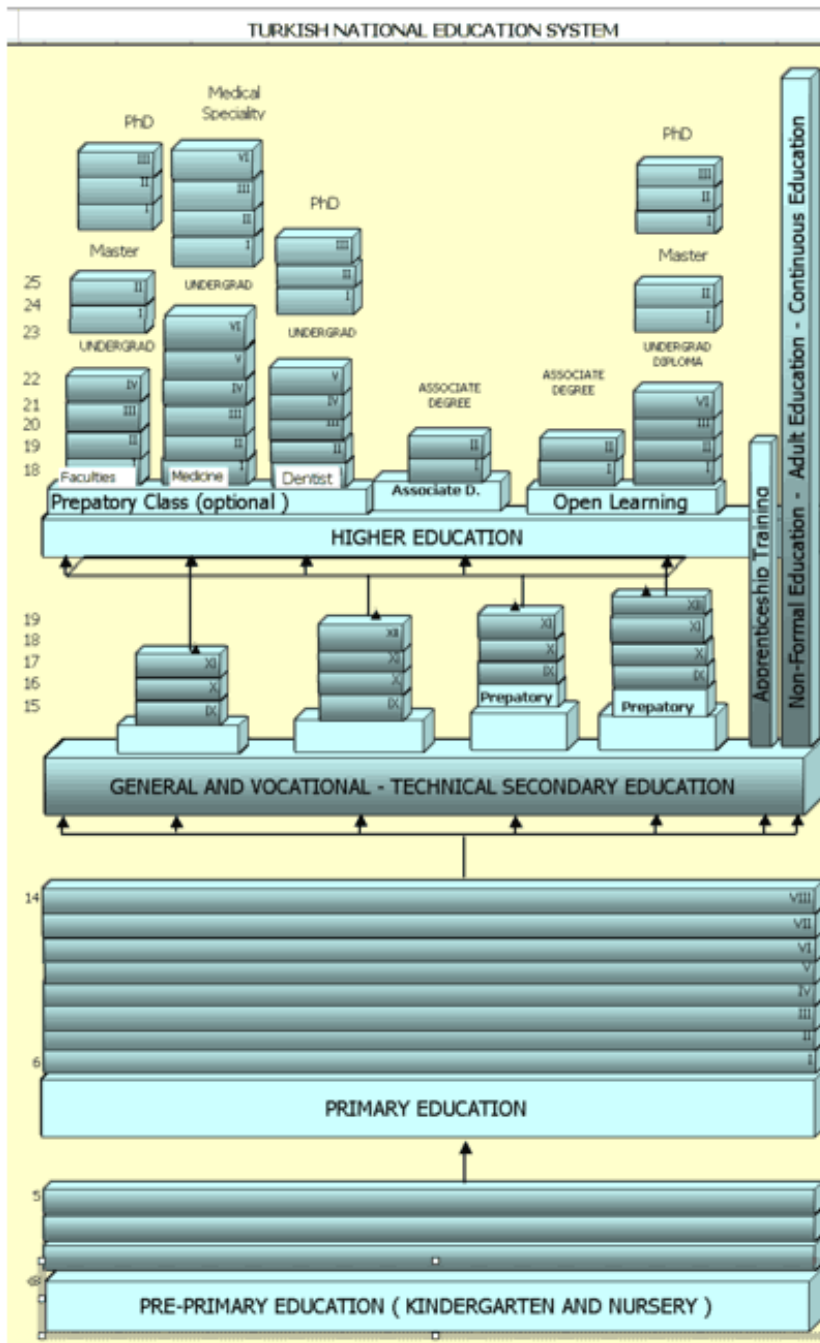 TURKISH NATIONAL EDUCATION SYSTEM
Medical
Speciality
PhD
VI
III
II
I
PhD
III
II
I
PhD
III
II
I
PhD
III
II
I
Master
II
I
Master
II
I
UNDERGRAD
UNDERGRAD
UNDERGRAD
UNDERGRAD
DIPLOMA
25
24
23
22
21
20
19
18
IV
III
II
I
Faculties
VI
V
IV
III
II
I
Medicine
V
IV
III
II
Dentist
ASSOCIATE
DEGREE
II
I
ASSOCIATE
DEGREE
II
I
VI
III
II
I
Prepatory Class (optional )
Associate D.
Open Learning
HIGHER EDUCATION
Apprenticeship Training
Non-Formal Education - Adult Education - Continuous Education
19
18
17
16
15
XI
X
IX
XII
XI
X
IX
XI
X
IX
Prepatory
XII
XI
X
IX
Prepatory
GENERAL AND VOCATIONAL - TECHNICAL SECONDARY EDUCATION
14
VIII
VII
VI
V
IV
III
II
6
I
PRIMARY EDUCATION
5
PRE-PRIMARY EDUCATION ( KINDERGARTEN AND NURSERY )